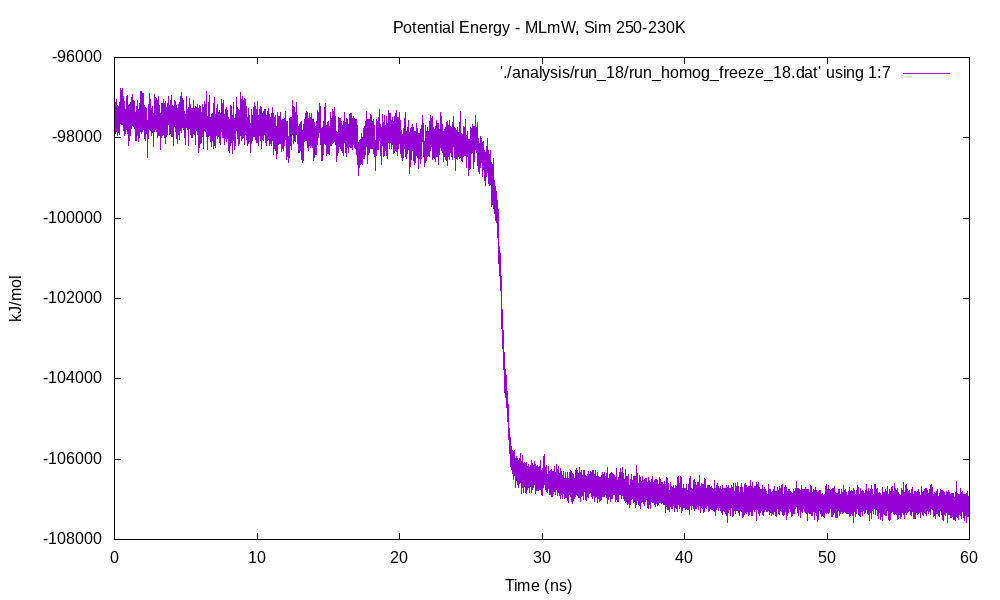 Potential Energy - MLmW, Sim 250-230K
'./analysis/run_18/run_homog_freeze_18.dat' using 1:7
-96000
-98000
-100000
-102000
-104000
-106000
-108000
kJ/mol
0 10 20 30 40 50 60
Time (ns)